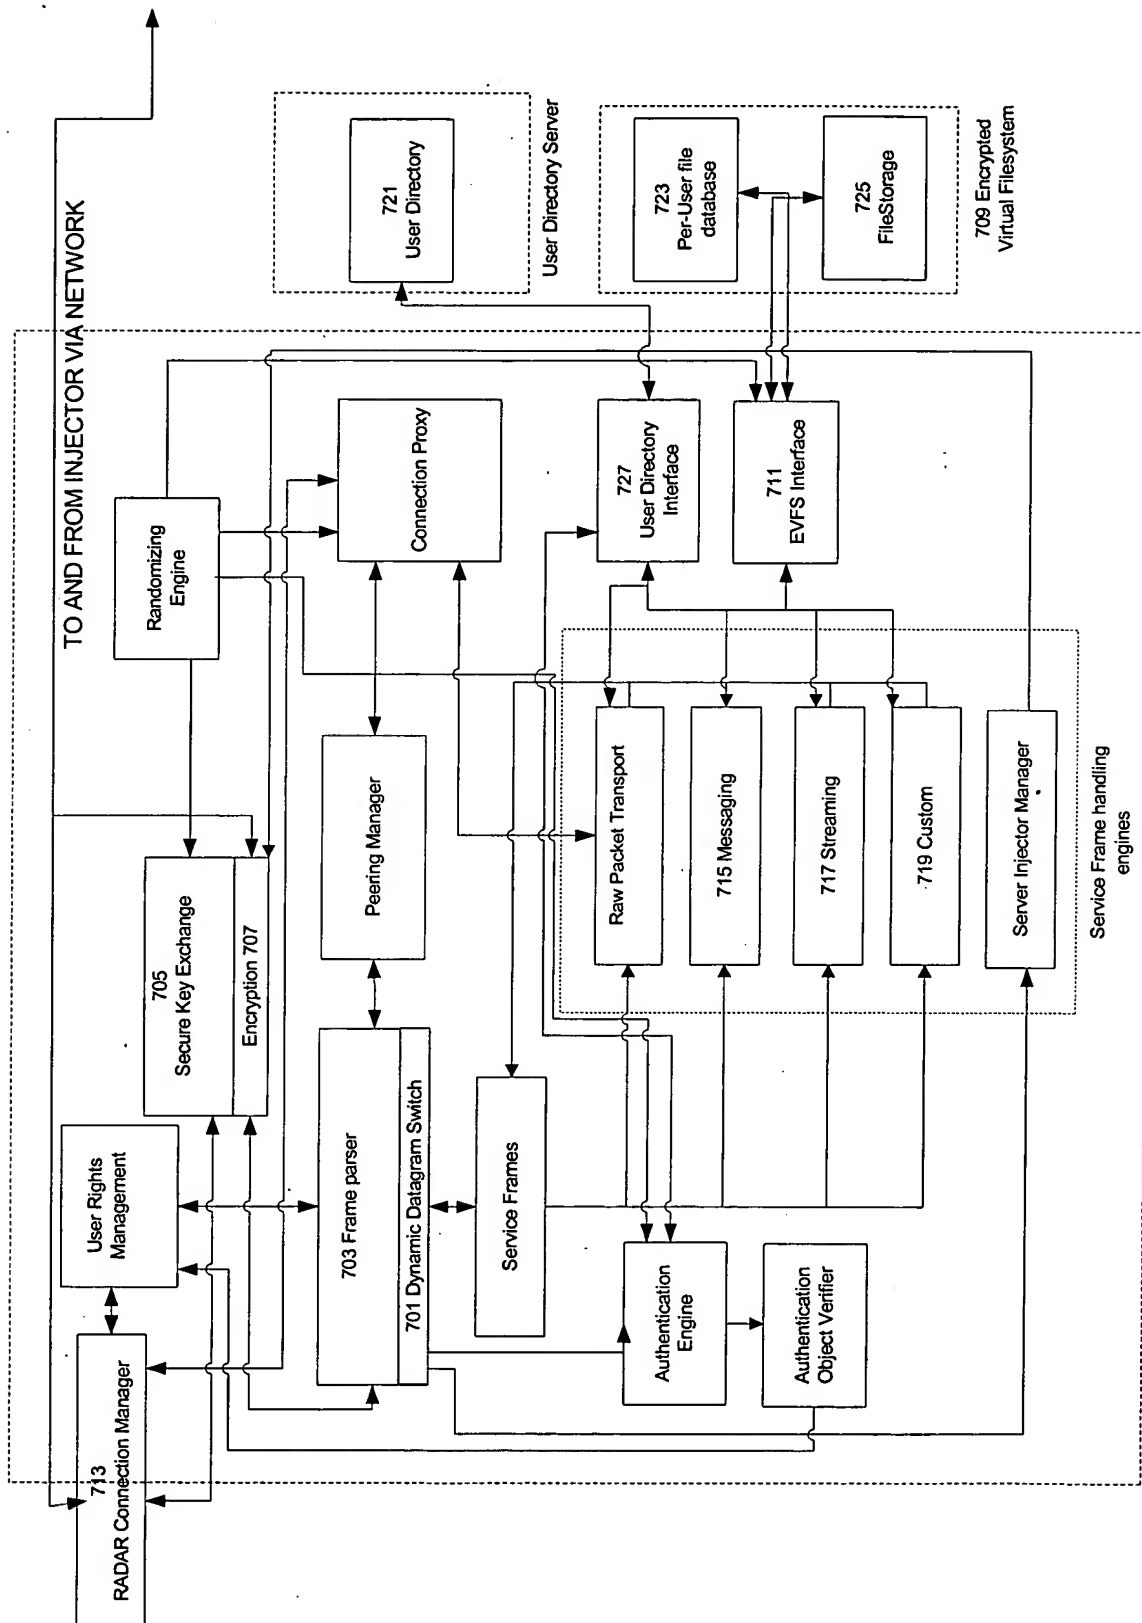 TO AND FROM INJECTOR VIA NETWORK
713
RADAR Connection Manager
User Rights
Management
705
Secure Key Exchange
Encryption 707
Randomizing
Engine
703 Frame parser
701 Dynamic Datagram Switch
Peering Manager
Connection Proxy
721
User Directory
User Directory Server
Service Frames
Authentication
Engine
Authentication
Object Verifier
Raw Packet Transport
715 Messaging
717 Streaming
719 Custom
Server Injector Manager
Service Frame handling
engines
727
User Directory
Interface
711
EVFS Interface
723
Per-User file
database
725
FileStorage
709 Encrypted
Virtual Filesystem